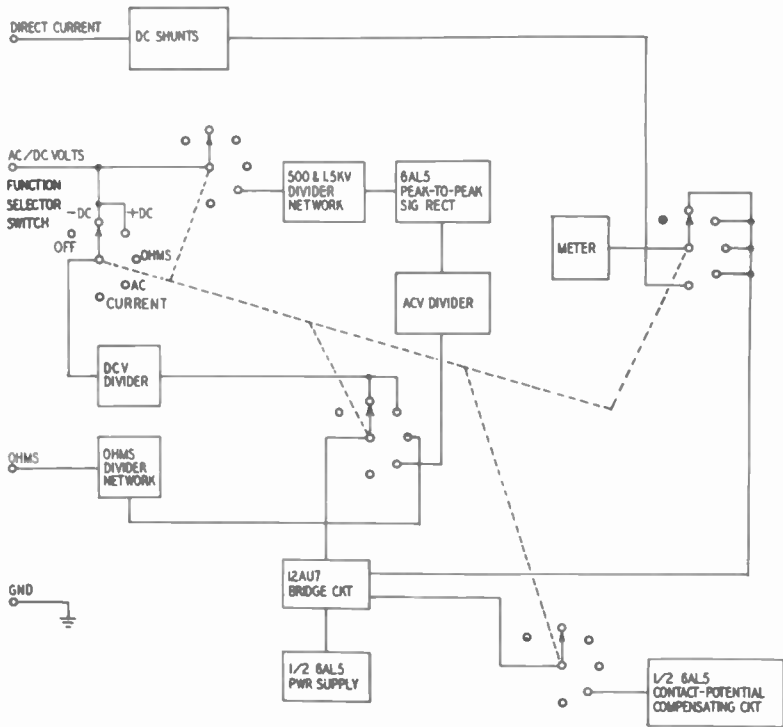 DIRECT CURRENT
DC SHUNTS
AC/DC VOLTS
FUNCTION
SELECTOR
SWITCH
-DC
+DC
OFF
OHMS
AC
CURRENT
500 & 1.5KV
DIVIDER
NETWORK
6AL5
PEAK-TO-PEAK
SIG RECT
METER
ACV DIVIDER
DCV
DIVIDER
OHMS
OHMS
DIVIDER
NETWORK
GND
12AU7
BRIDGE CKT
1/2 6AL5
PWR SUPPLY
1/2 6AL5
CONTACT-POTENTIAL
COMPENSATING CKT